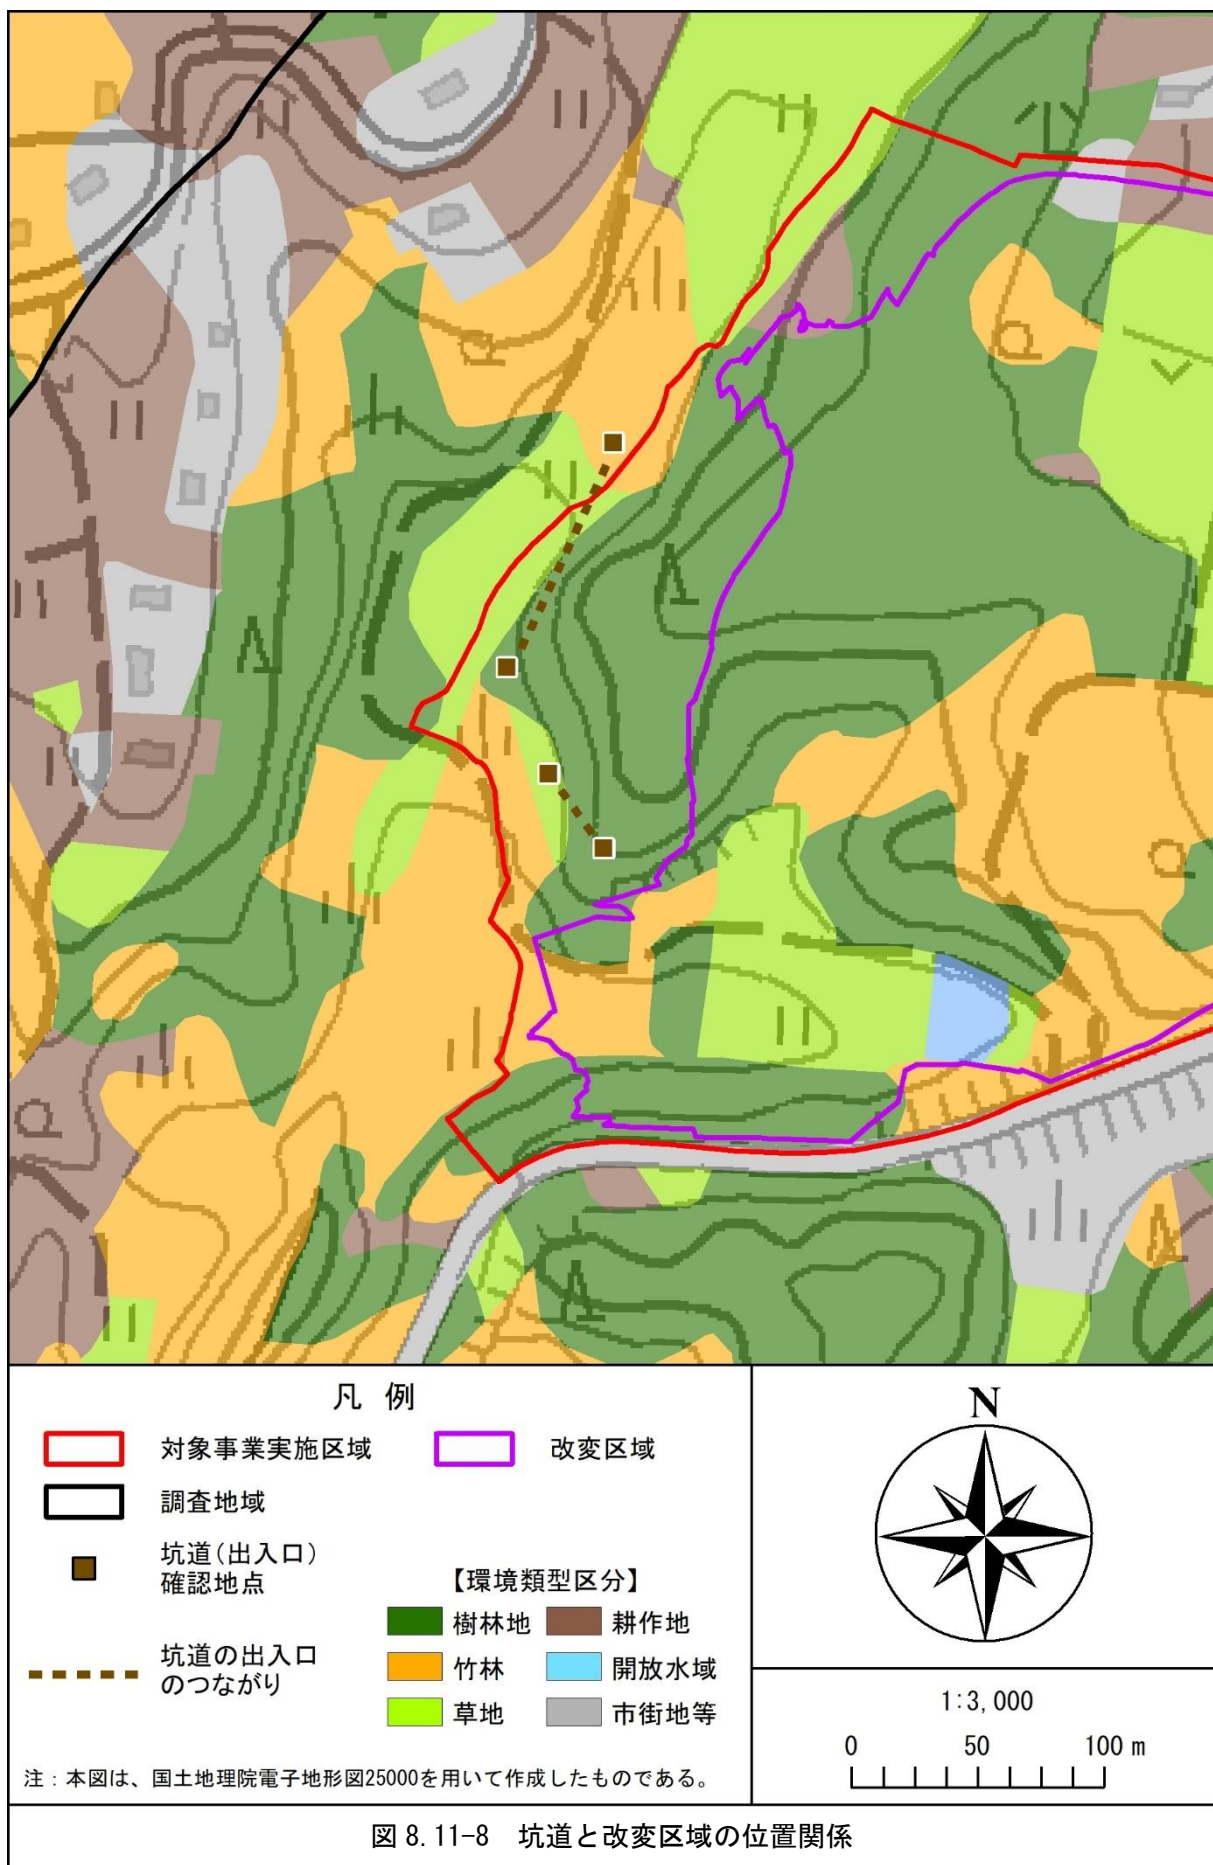 凡 例
対象事業実施区域
改変区域
調査地域
坑道(出入口)
確認地点
坑道の出入口
のつながり
【環境類型区分】
樹林地
耕作地
竹林
開放水域
草地
市街地等
注:本図は、国土地理院電子地形図25000を用いて作成したものである。
N
1:3,000
0 50 100 m
図 8.11-8 坑道と改変区域の位置関係